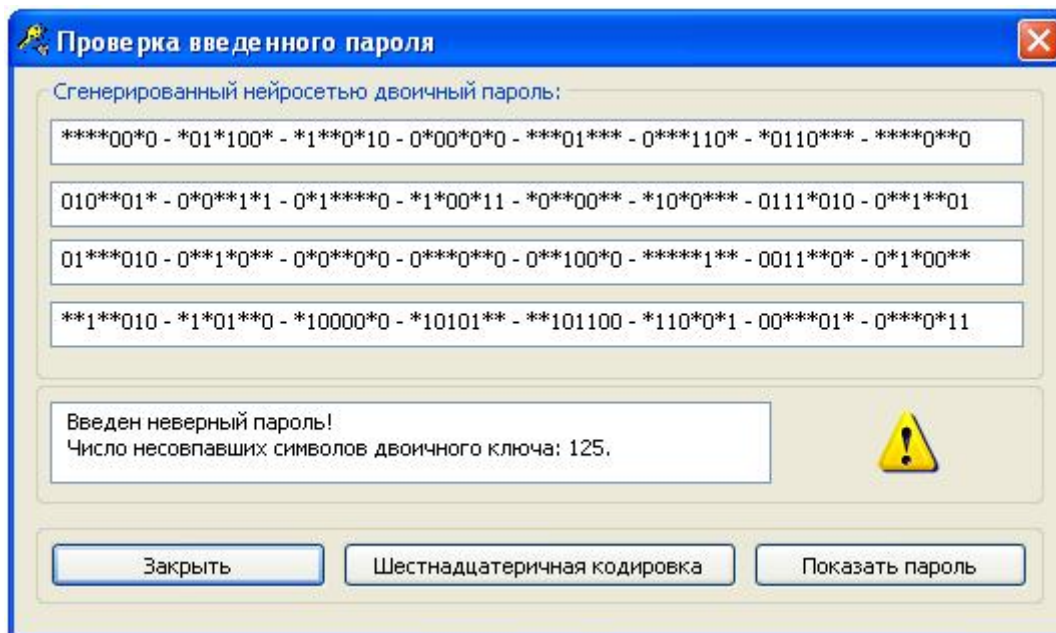 Проверка введенного пароля
Сгенерированный нейросетью двоичный пароль:
****00*0 - *01*100* - *1**0*10 - 0*00*0*0 - ***01*** - 0***110* - *0110*** - ****0**0
010**01* - 0*0**1*1 - 0*1****0 - *1*00*11 - *0**00** - *10*0*** - 0111*010 - 0**1**01
01***010 - 0**1*0** - 0*0**0*0 - 0***0**0 - 0**100*0 - *****1** - 0011**0* - 0*1*00**
**1**010 - *1*01**0 - *10000*0 - *10101** - **101100 - *110*0*1 - 00***01* - 0***0*11
Введен неверный пароль!
Число несовпавших символов двоичного ключа: 125.
Закрыть
Шестнадцатеричная кодировка
Показать пароль